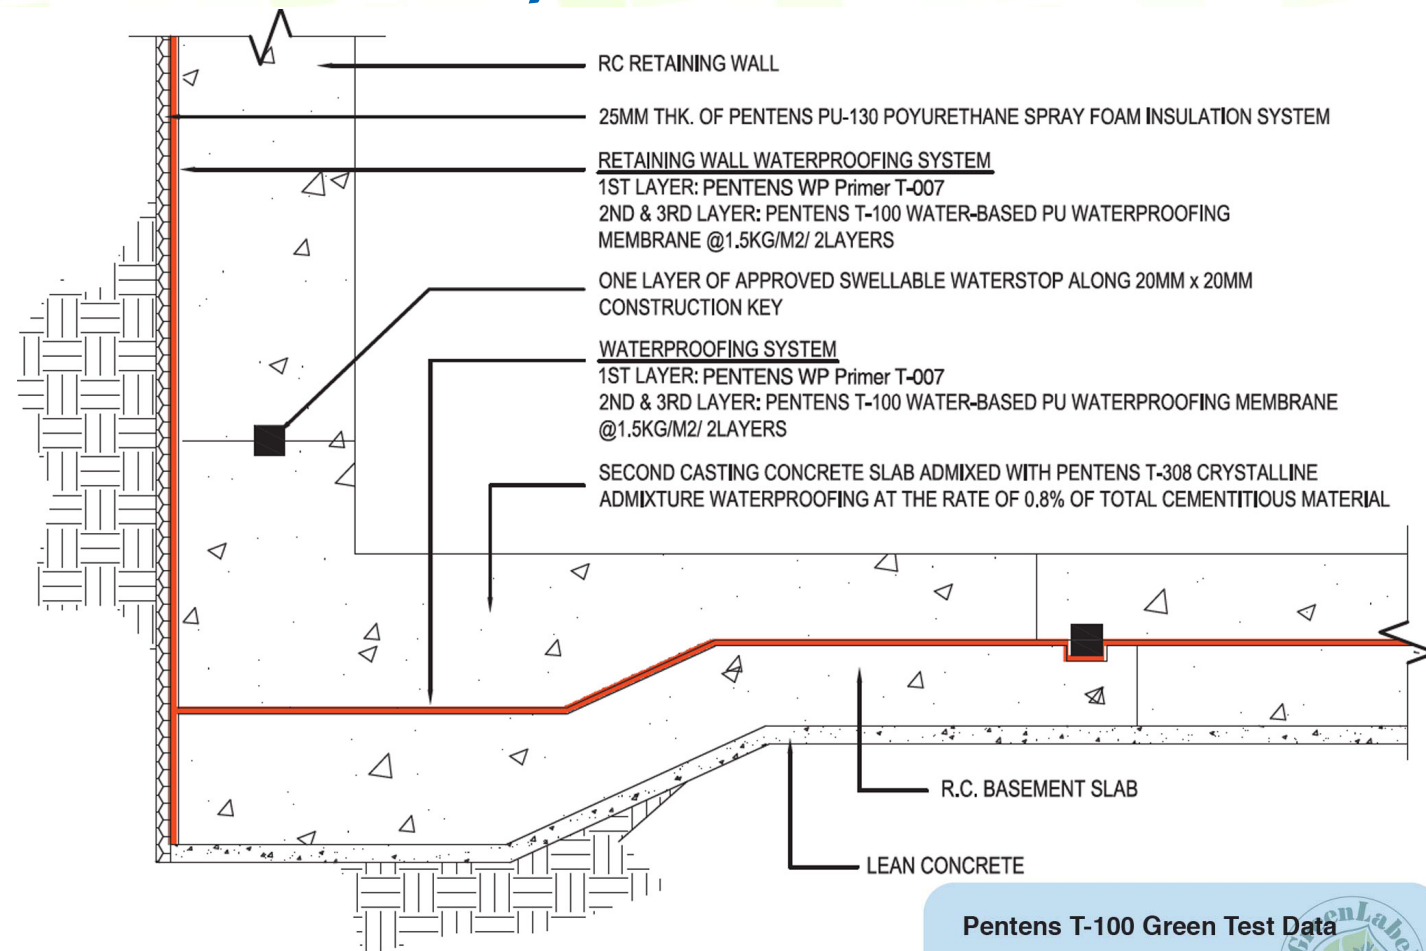 RC RETAINING WALL
25MM THK. OF PENTENS PU-130 POYURETHANE SPRAY FOAM INSULATION SYSTEM
RETAINING WALL WATERPROOFING SYSTEM
1ST LAYER: PENTENS WP Primer T-007
2ND & 3RD LAYER: PENTENS T-100 WATER-BASED PU WATERPROOFING
MEMBRANE @1.5KG/M2/ 2LAYERS
ONE LAYER OF APPROVED SWELLABLE WATERSTOP ALONG 20MM x 20MM
CONSTRUCTION KEY
WATERPROOFING SYSTEM
1ST LAYER: PENTENS WP Primer T-007
2ND & 3RD LAYER: PENTENS T-100 WATER-BASED PU WATERPROOFING MEMBRANE
@1.5KG/M2/ 2LAYERS
SECOND CASTING CONCRETE SLAB ADMIXED WITH PENTENS T-308 CRYSTALLINE
ADMIXTURE WATERPROOFING AT THE RATE OF 0.8% OF TOTAL CEMENTITIOUS MATERIAL
R.C. BASEMENT SLAB
LEAN CONCRETE
Pentens T-100 Green Test Data